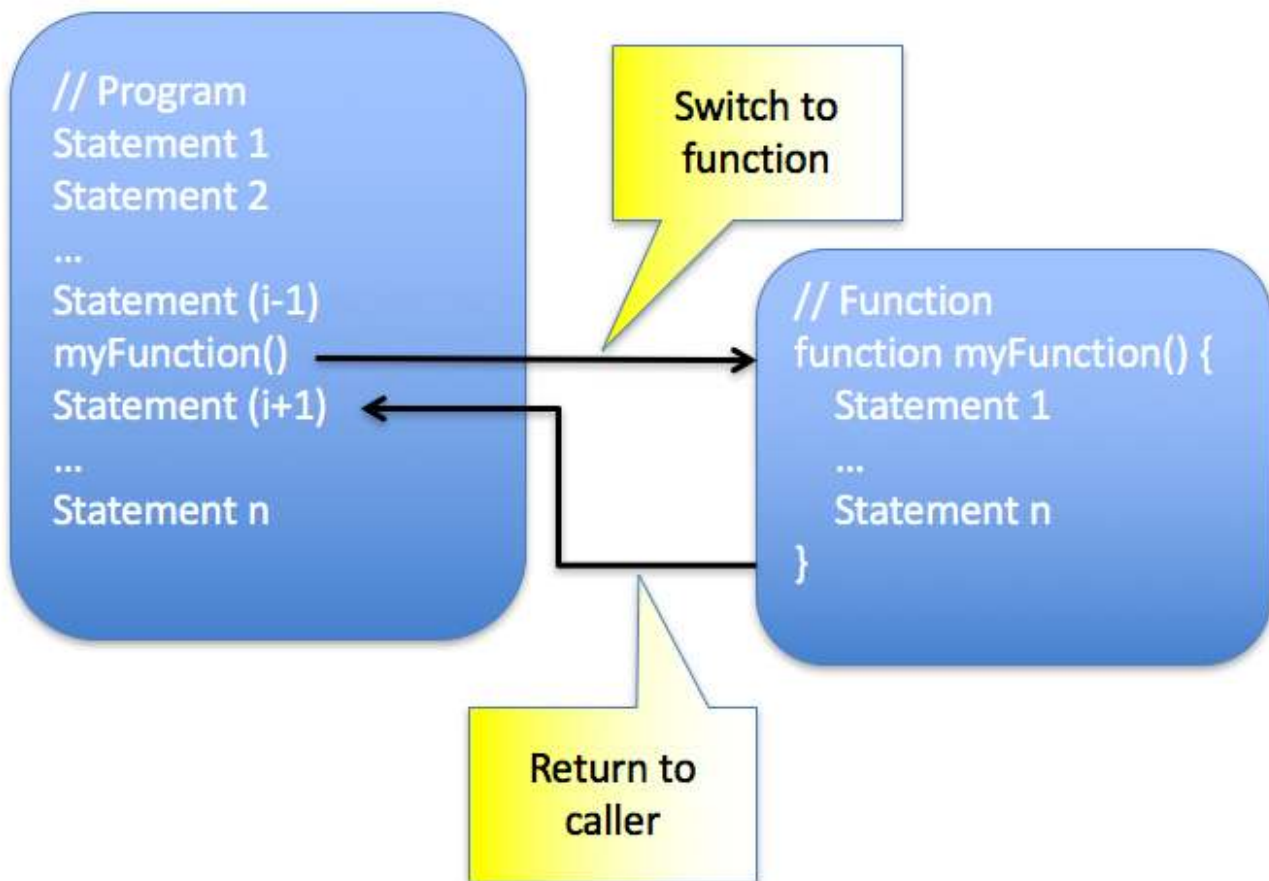 // Program
Statement 1
Statement 2
...
Statement (i-1)
myFunction()
Statement (i+1)
...
Statement n
Switch to
function
// Function
function myFunction() {
Statement 1
...
Statement n
}
Return to
caller